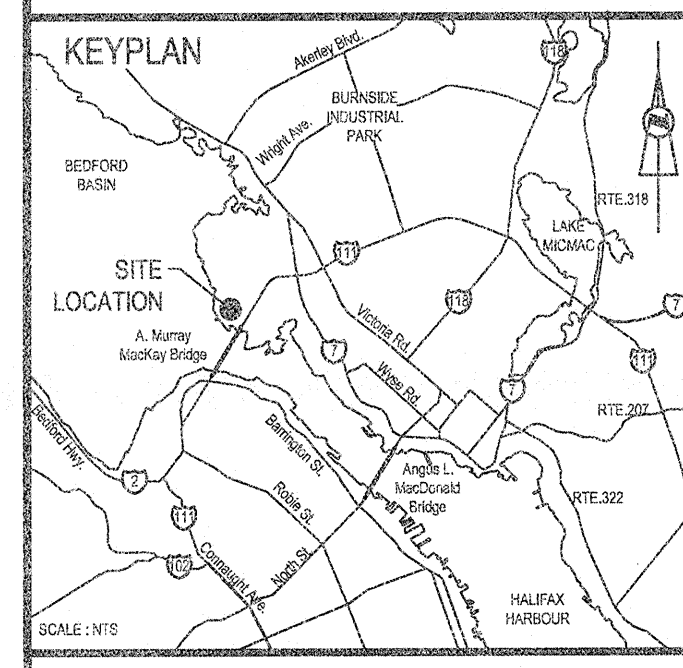 KEYPLAN
Akerley Blvd.
118
BURNSIDE
INDUSTRIAL
PARK
Wright Ave.
BEDFORD
BASIN
RTE.318
LAKE
MICMAC
111
SITE
LOCATION
118
7
A. Murray
MacKay Bridge
Victoria Rd.
7
111
Wyse Rd.
7
RTE.207
Bedford Hwy.
Barrington St.
Angus L.
MacDonald
Bridge
2
Robie St.
RTE.322
111
102
Connaught Ave.
North St.
HALIFAX
HARBOUR
SCALE : NTS